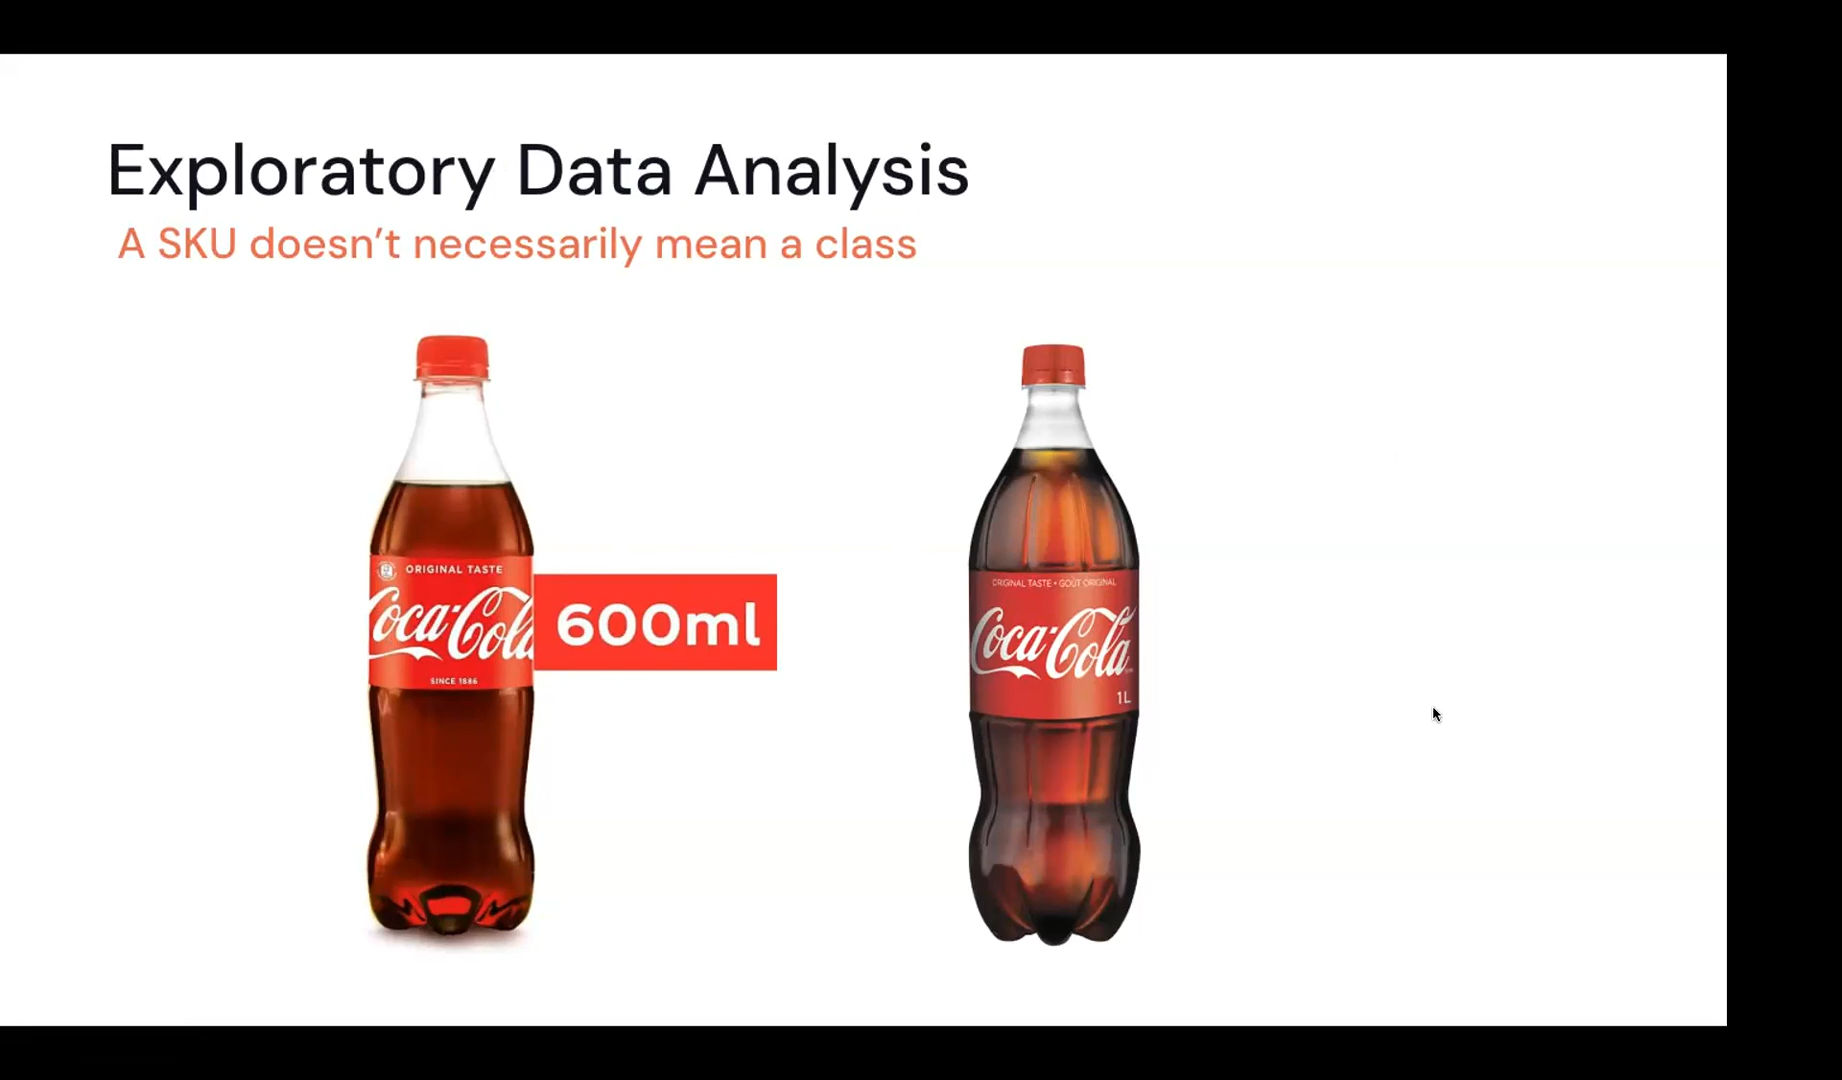 Exploratory Data Analysis
A SKU doesn’t necessarily mean a class
ORIGINAL TASTE
Coca-Cola
SINCE 1886
600ml
ORIGINAL TASTE • GOÛT ORIGINAL
Coca-Cola
1L